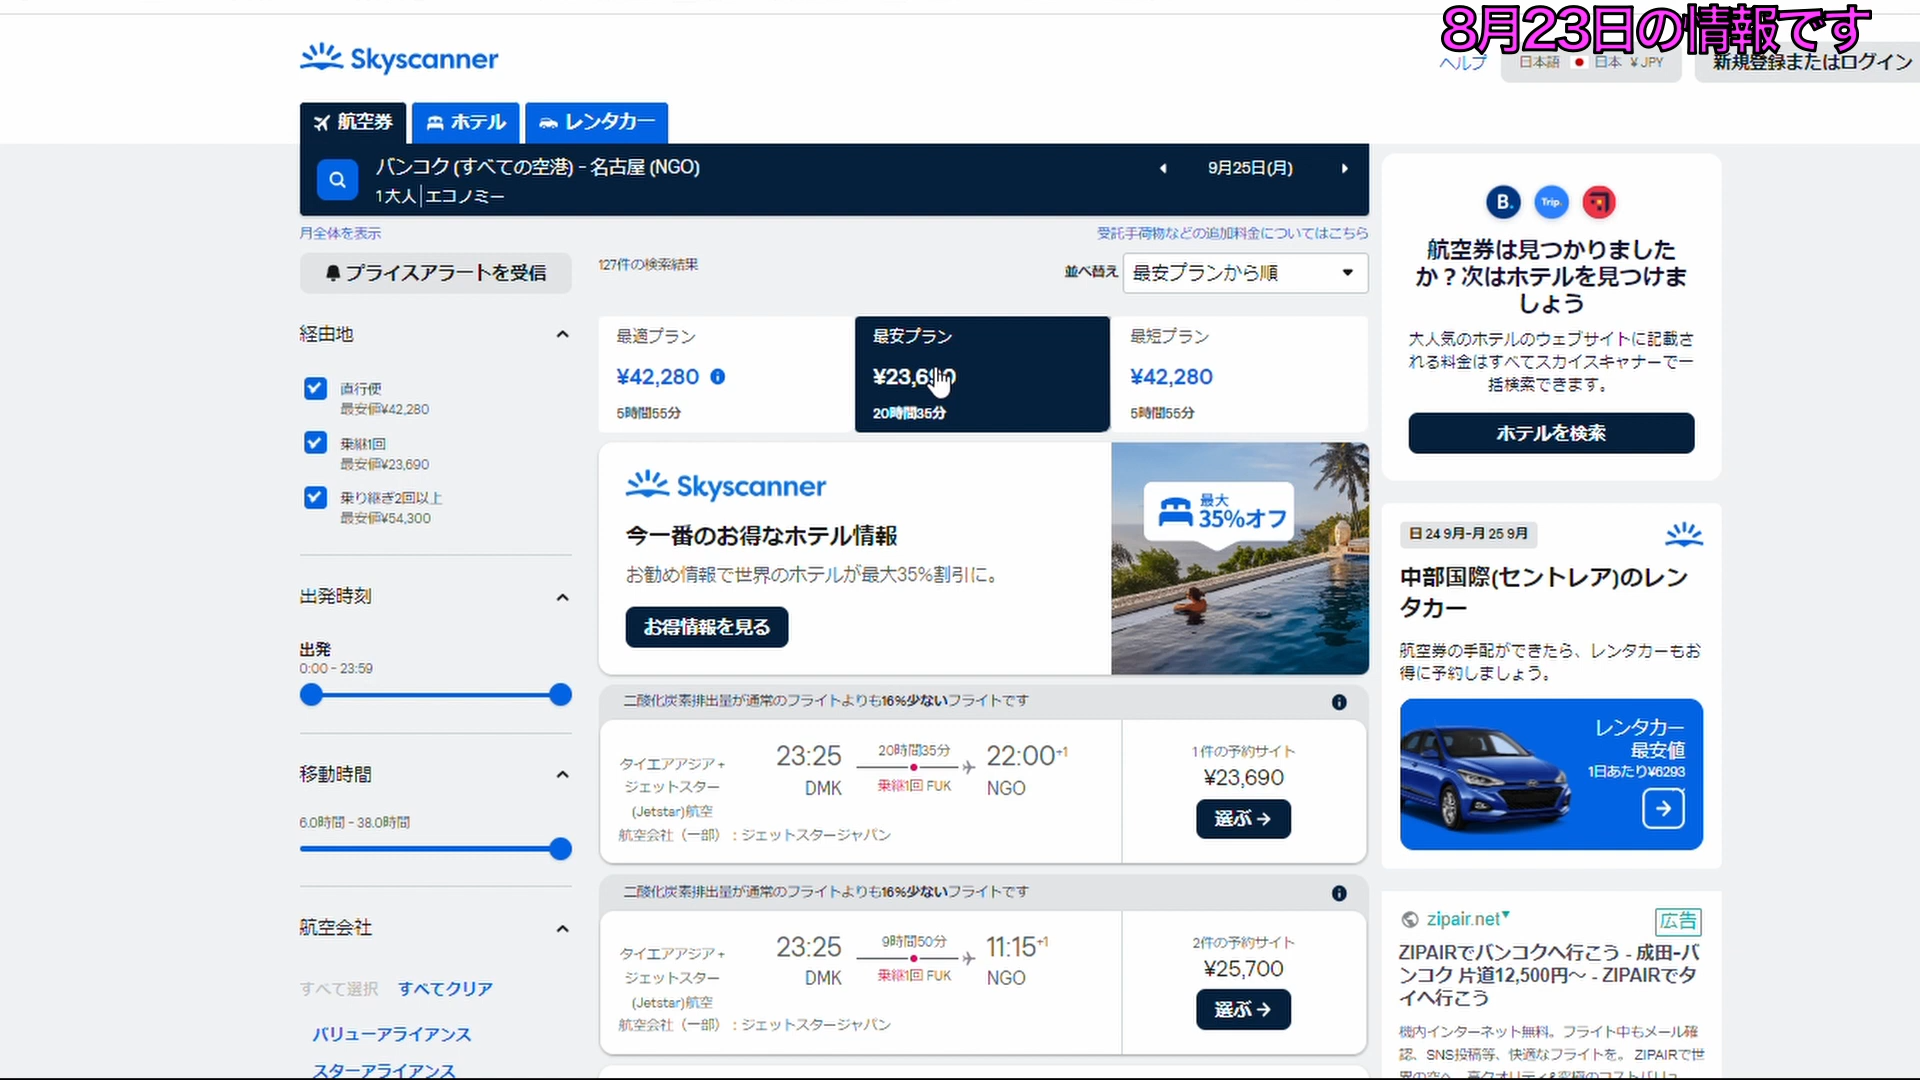 8月23日の情報です
Skyscanner
ヘルプ
日本語 日本 ¥ JPY
新規登録またはログイン
航空券
ホテル
レンタカー
バンコク (すべての空港) - 名古屋 (NGO)
1大人 | エコノミー
9月25日(月)
月全体を表示
受託手荷物などの追加料金についてはこちら
プライスアラートを受信
127件の検索結果
並べ替え
最安プランから順
経由地
直行便
最安値¥42,280
乗継1回
最安値¥23,690
乗り継ぎ2回以上
最安値¥54,300
出発時刻
出発
0:00 - 23:59
移動時間
6.0時間 - 38.0時間
航空会社
すべて選択 すべてクリア
バリューアライアンス
スターアライアンス
最適プラン
¥42,280
5時間55分
最安プラン
¥23,690
20時間35分
最短プラン
¥42,280
5時間55分
Skyscanner
今一番のお得なホテル情報
お勧め情報で世界のホテルが最大35%割引に。
お得情報を見る
最大
35%オフ
二酸化炭素排出量が通常のフライトよりも16%少ないフライトです
タイエアアジア +
ジェットスター
(Jetstar)航空
23:25
DMK
20時間35分
乗継1回 FUK
22:00+1
NGO
航空会社（一部）：ジェットスタージャパン
1件の予約サイト
¥23,690
選ぶ →
二酸化炭素排出量が通常のフライトよりも16%少ないフライトです
タイエアアジア +
ジェットスター
(Jetstar)航空
23:25
DMK
9時間50分
乗継1回 FUK
11:15+1
NGO
航空会社（一部）：ジェットスタージャパン
2件の予約サイト
¥25,700
選ぶ →
B.
Trip.
航空券は見つかりました
か？次はホテルを見つけま
しょう
大人気のホテルのウェブサイトに記載さ
れる料金はすべてスカイスキャナーで一
括検索できます。
ホテルを検索
日 24 9月-月 25 9月
中部国際(セントレア)のレン
タカー
航空券の手配ができたら、レンタカーもお
得に予約しましょう。
レンタカー
最安値
1日あたり¥6293
zipair.net
広告
ZIPAIRでバンコクへ行こう - 成田-バ
ンコク 片道12,500円～ - ZIPAIRでタ
イへ行こう
機内インターネット無料。フライト中もメール確
認、SNS投稿等、快適なフライトを。ZIPAIRで世